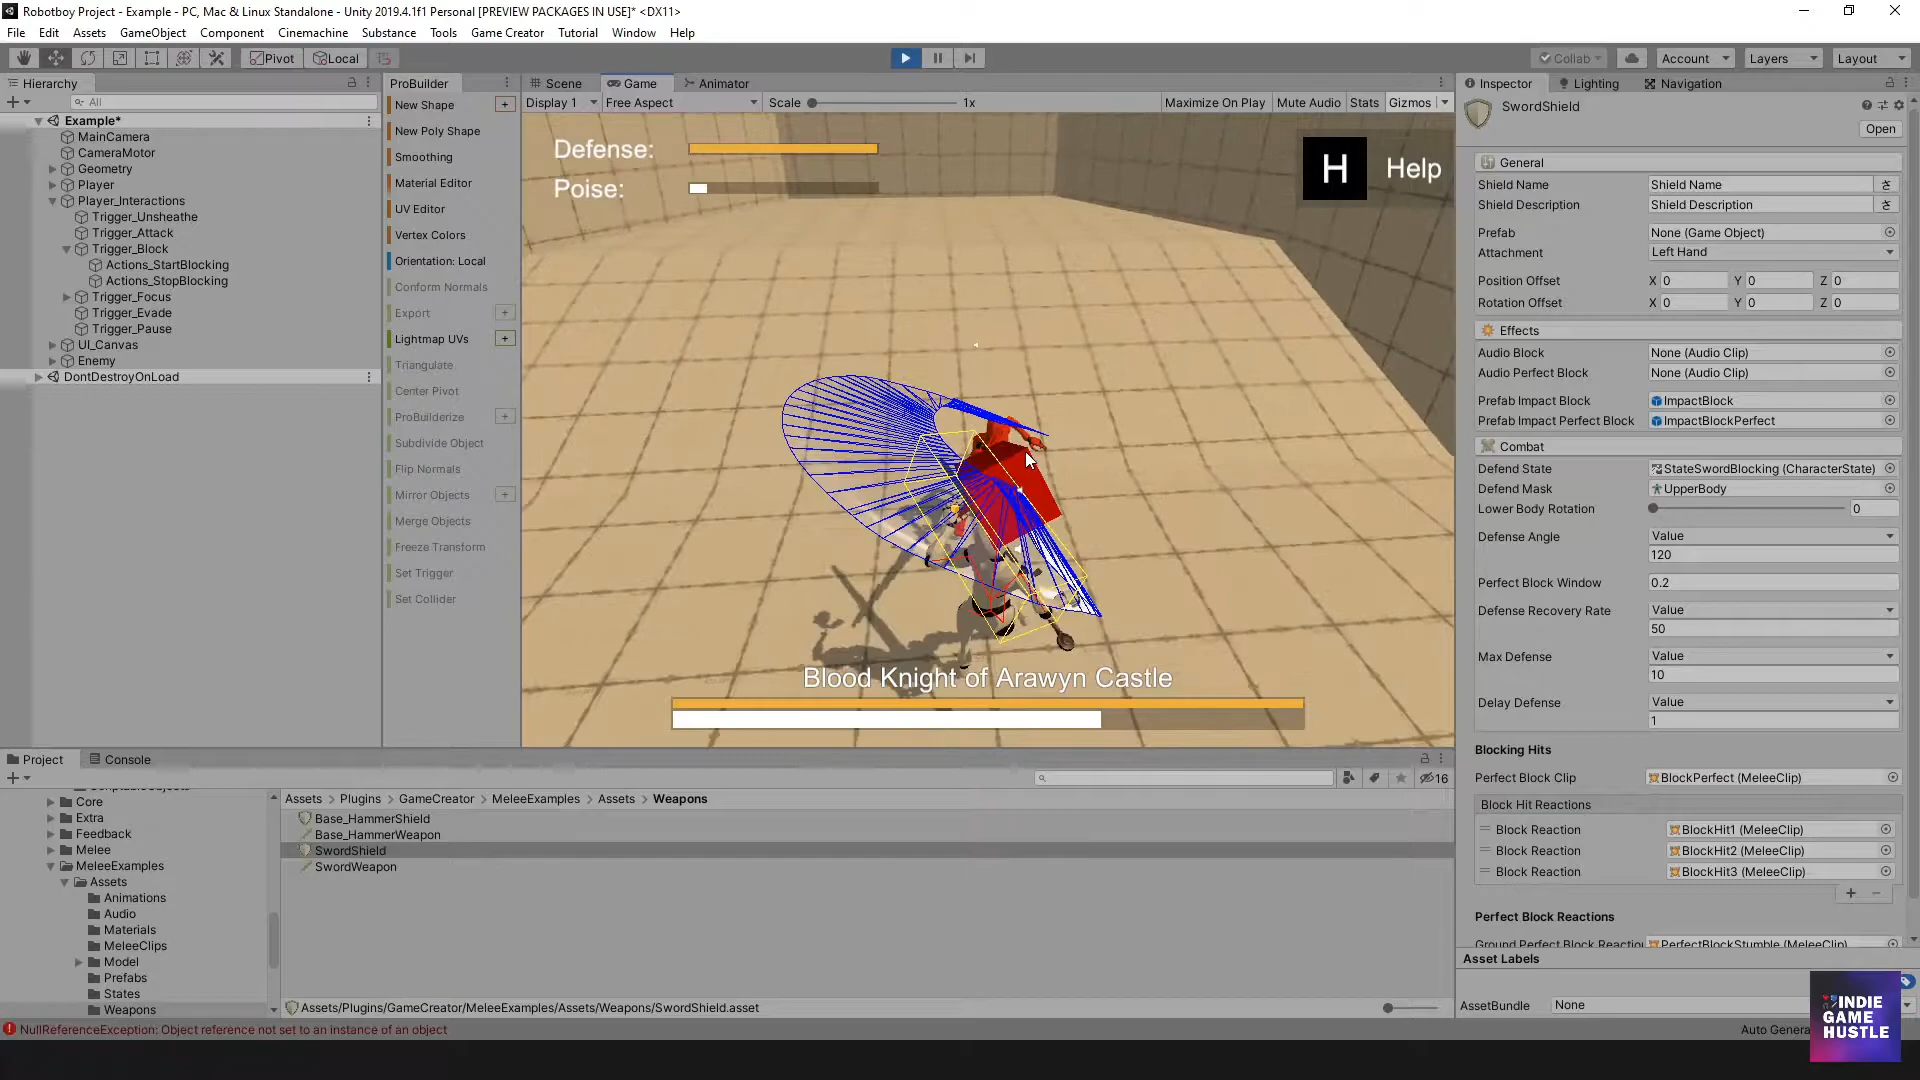 Robotboy Project - Example - PC, Mac & Linux Standalone - Unity 2019.4.1f1 Personal [PREVIEW PACKAGES IN USE]* <DX11>
File Edit Assets GameObject Component Cinemachine Substance Tools Game Creator Tutorial Window Help
Pivot Local Collab Account Layers Layout
Hierarchy
All
Example*
MainCamera
CameraMotor
Geometry
Player
Player_Interactions
Trigger_Unsheathe
Trigger_Attack
Trigger_Block
Actions_StartBlocking
Actions_StopBlocking
Trigger_Focus
Trigger_Evade
Trigger_Pause
UI_Canvas
Enemy
DontDestroyOnLoad
ProBuilder
New Shape
New Poly Shape
Smoothing
Material Editor
UV Editor
Vertex Colors
Orientation: Local
Conform Normals
Export
Lightmap UVs
Triangulate
Center Pivot
ProBuilderize
Subdivide Object
Flip Normals
Mirror Objects
Merge Objects
Freeze Transform
Set Trigger
Set Collider
Scene Game Animator
Display 1 Free Aspect Scale 1x Maximize On Play Mute Audio Stats Gizmos
Defense:
Poise:
H Help
Blood Knight of Arawyn Castle
Inspector Lighting Navigation
SwordShield
Open
General
Shield Name Shield Name
Shield Description Shield Description
Prefab None (Game Object)
Attachment Left Hand
Position Offset X 0 Y 0 Z 0
Rotation Offset X 0 Y 0 Z 0
Effects
Audio Block None (Audio Clip)
Audio Perfect Block None (Audio Clip)
Prefab Impact Block ImpactBlock
Prefab Impact Perfect Block ImpactBlockPerfect
Combat
Defend State StateSwordBlocking (CharacterState)
Defend Mask UpperBody
Lower Body Rotation 0
Defense Angle Value
120
Perfect Block Window 0.2
Defense Recovery Rate Value
50
Max Defense Value
10
Delay Defense Value
1
Blocking Hits
Perfect Block Clip BlockPerfect (MeleeClip)
Block Hit Reactions
Block Reaction BlockHit1 (MeleeClip)
Block Reaction BlockHit2 (MeleeClip)
Block Reaction BlockHit3 (MeleeClip)
Perfect Block Reactions
Ground Perfect Block Reactio PerfectBlockStumble (MeleeClip)
Asset Labels
AssetBundle None
Project Console
16
Core
Extra
Feedback
Melee
MeleeExamples
Assets
Animations
Audio
Materials
MeleeClips
Model
Prefabs
States
Weapons
Assets > Plugins > GameCreator > MeleeExamples > Assets > Weapons
Base_HammerShield
Base_HammerWeapon
SwordShield
SwordWeapon
Assets/Plugins/GameCreator/MeleeExamples/Assets/Weapons/SwordShield.asset
NullReferenceException: Object reference not set to an instance of an object
Auto Genera
INDIE
GAME
HUSTLE